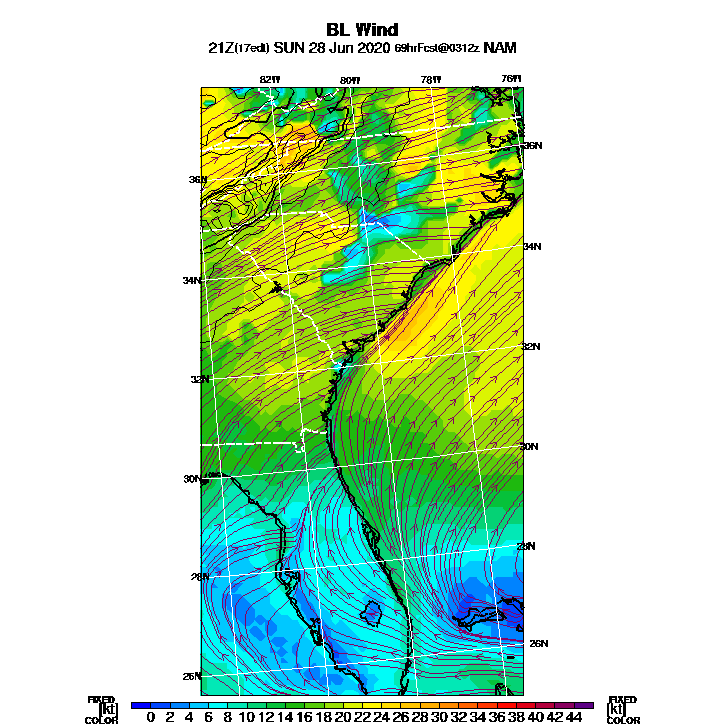 BL Wind
21Z(17edt) SUN 28 Jun 2020 69hrFcst@0312z NAM
82W 80W 78W 76W
36N 36N
34N 34N
32N 32N
30N 30N
28N 28N
26N 26N
FIXED FIXED
[kt] [kt]
COLOR COLOR
0 2 4 6 8 10 12 14 16 18 20 22 24 26 28 30 32 34 36 38 40 42 44